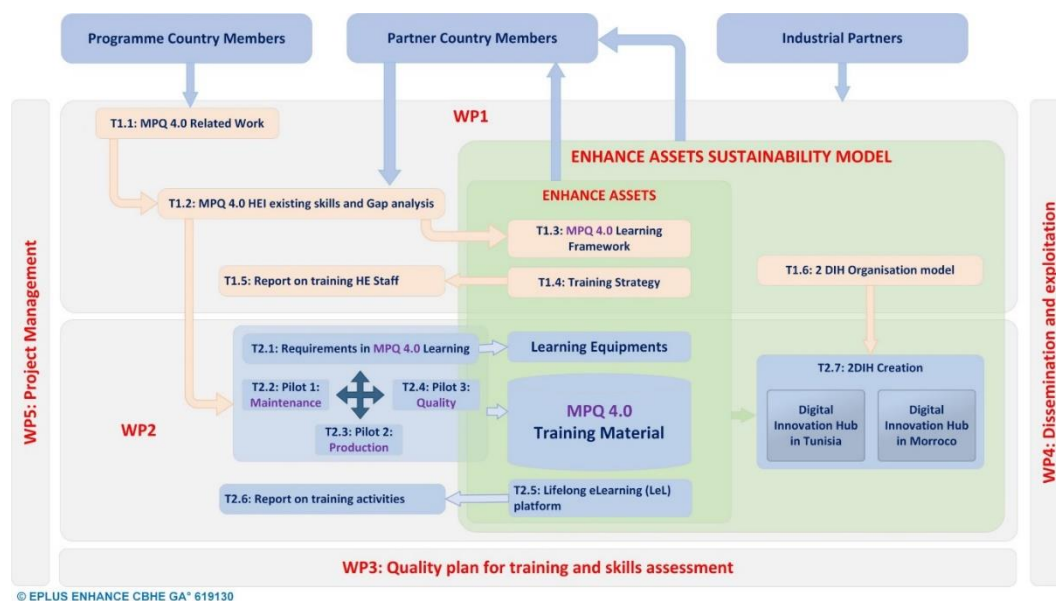 Programme Country Members
Partner Country Members
Industrial Partners
WP5: Project Management
WP1
T1.1: MPQ 4.0 Related Work
ENHANCE ASSETS SUSTAINABILITY MODEL
T1.2: MPQ 4.0 HEI existing skills and Gap analysis
ENHANCE ASSETS
T1.3: MPQ 4.0 Learning
Framework
T1.5: Report on training HE Staff
T1.4: Training Strategy
T1.6: 2 DIH Organisation model
WP2
T2.1: Requirements in MPQ 4.0 Learning
Learning Equipments
T2.2: Pilot 1:
Maintenance
T2.4: Pilot 3:
Quality
T2.3: Pilot 2:
Production
MPQ 4.0
Training Material
T2.7: 2DIH Creation
Digital
Innovation Hub
in Tunisia
Digital
Innovation Hub
in Morroco
T2.6: Report on training activities
T2.5: Lifelong eLearning (LeL)
platform
WP4: Dissemination and exploitation
WP3: Quality plan for training and skills assessment
© EPLUS ENHANCE CBHE GA° 619130